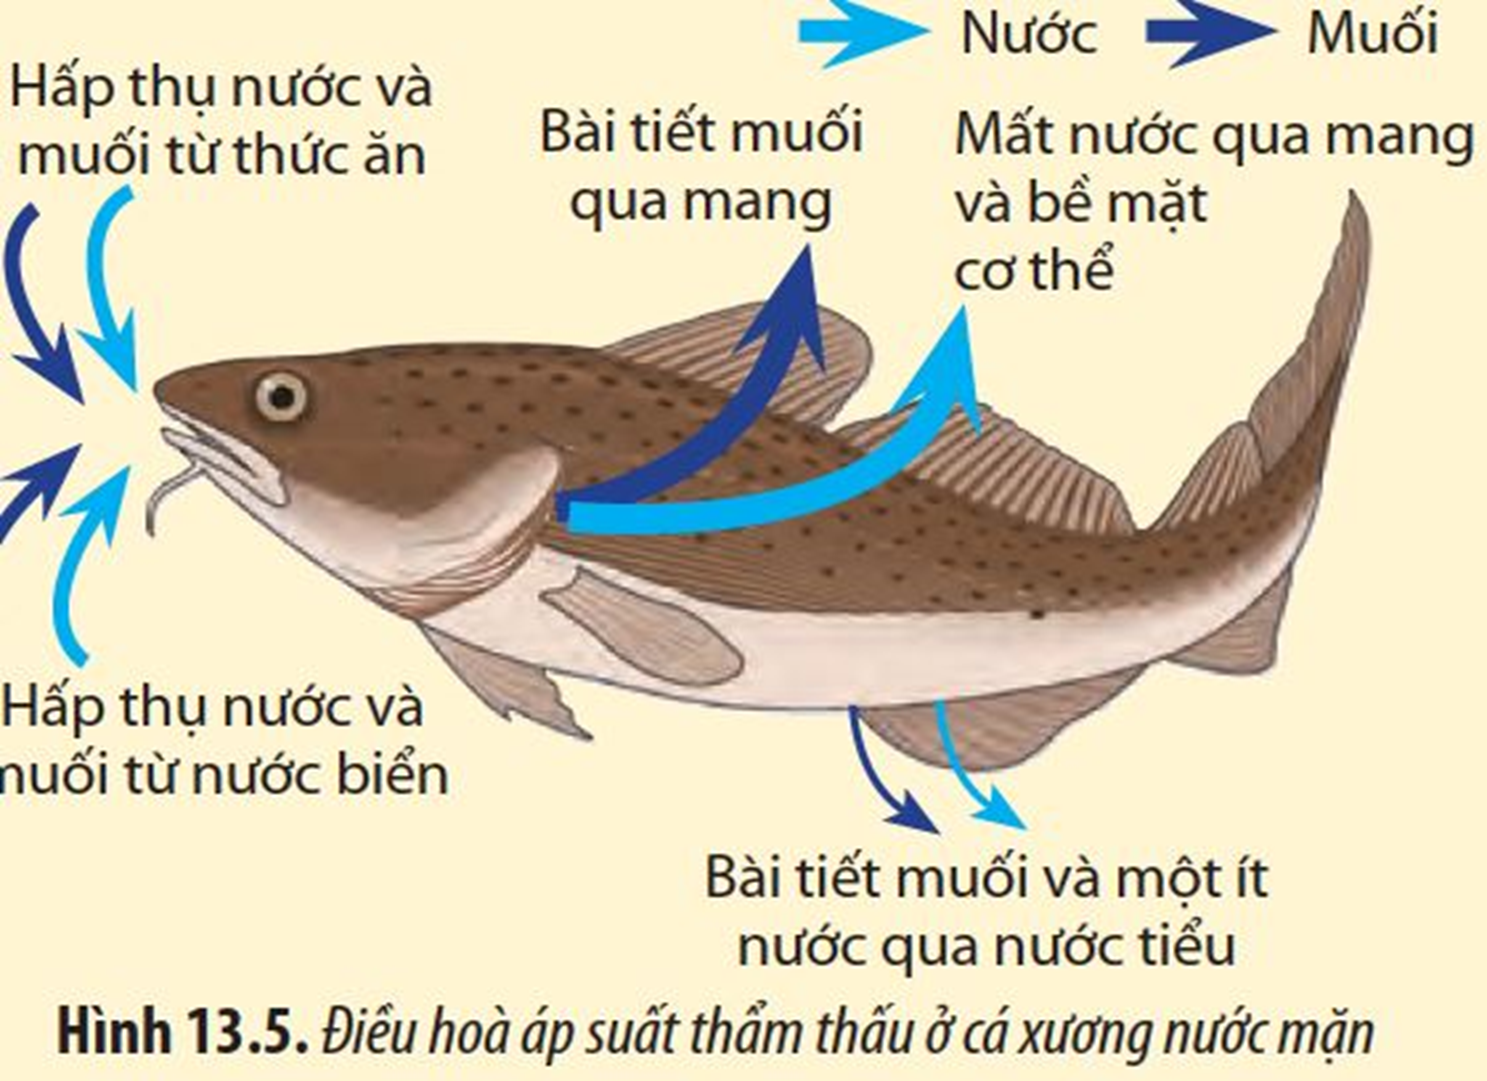 Nước
Muối
Hấp thụ nước và
muối từ thức ăn
Bài tiết muối
qua mang
Mất nước qua mang
và bề mặt
cơ thể
Hấp thụ nước và
muối từ nước biển
Bài tiết muối và một ít
nước qua nước tiểu
Hình 13.5. Điều hoà áp suất thẩm thấu ở cá xương nước mặn